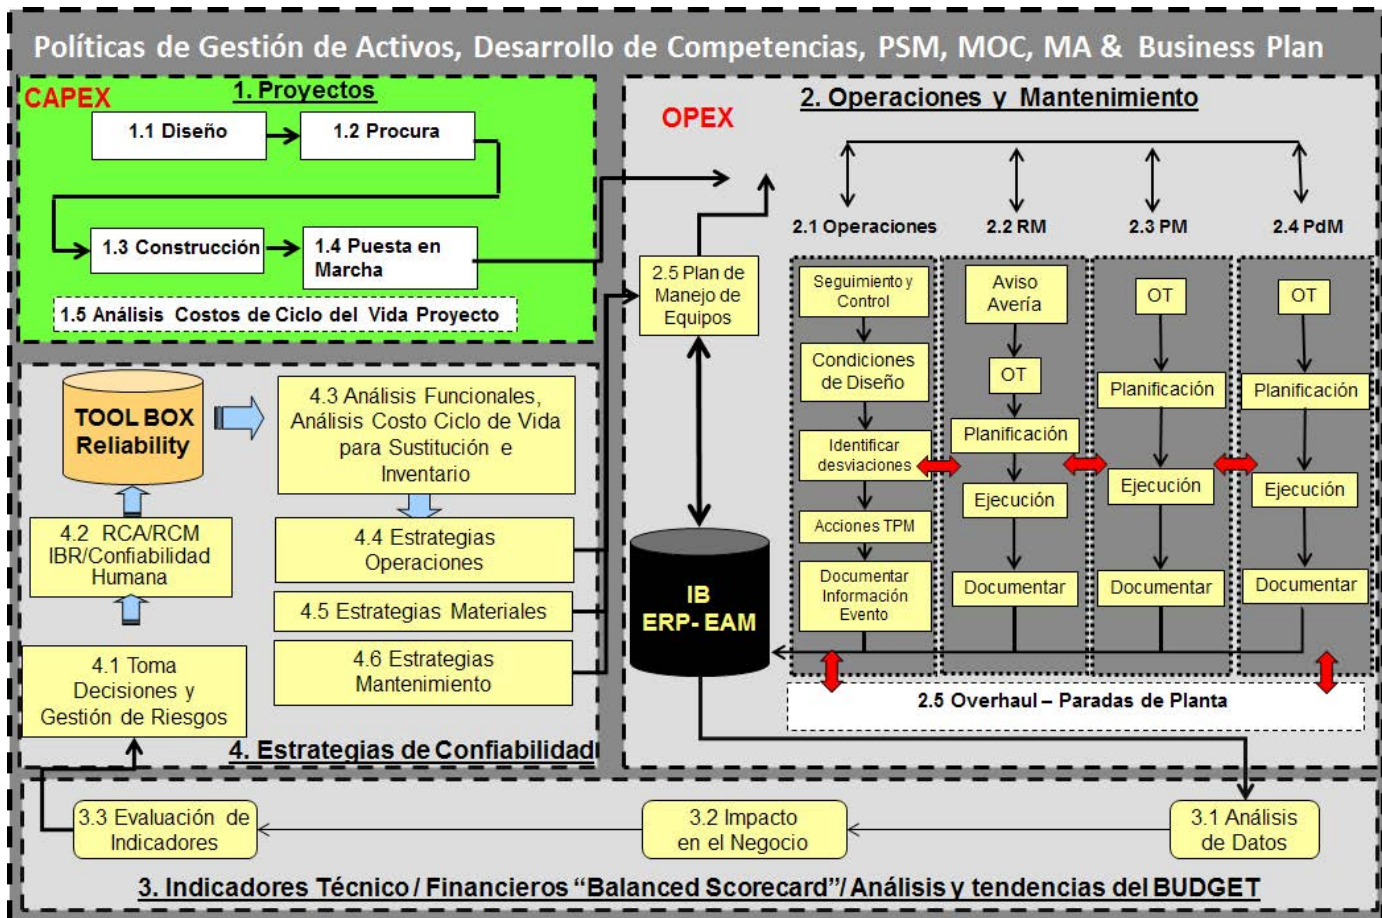 Políticas de Gestión de Activos, Desarrollo de Competencias, PSM, MOC, MA & Business Plan
CAPEX
1. Proyectos
1.1 Diseño
1.2 Procura
1.3 Construcción
1.4 Puesta en
Marcha
1.5 Análisis Costos de Ciclo del Vida Proyecto
OPEX
2. Operaciones y Mantenimiento
2.1 Operaciones
2.2 RM
2.3 PM
2.4 PdM
2.5 Plan de
Manejo de
Equipos
Seguimiento y
Control
Condiciones
de Diseño
Identificar
desviaciones
Acciones TPM
Documentar
Información
Evento
Aviso
Avería
OT
Planificación
Ejecución
Documentar
OT
Planificación
Ejecución
Documentar
OT
Planificación
Ejecución
Documentar
IB
ERP- EAM
2.5 Overhaul – Paradas de Planta
TOOL BOX
Reliability
4.3 Análisis Funcionales,
Análisis Costo Ciclo de Vida
para Sustitución e
Inventario
4.2 RCA/RCM
IBR/Confiabilidad
Humana
4.4 Estrategias
Operaciones
4.5 Estrategias Materiales
4.6 Estrategias
Mantenimiento
4.1 Toma
Decisiones y
Gestión de Riesgos
4. Estrategias de Confiabilidad
3.3 Evaluación de
Indicadores
3.2 Impacto
en el Negocio
3.1 Análisis
de Datos
3. Indicadores Técnico / Financieros “Balanced Scorecard”/ Análisis y tendencias del BUDGET